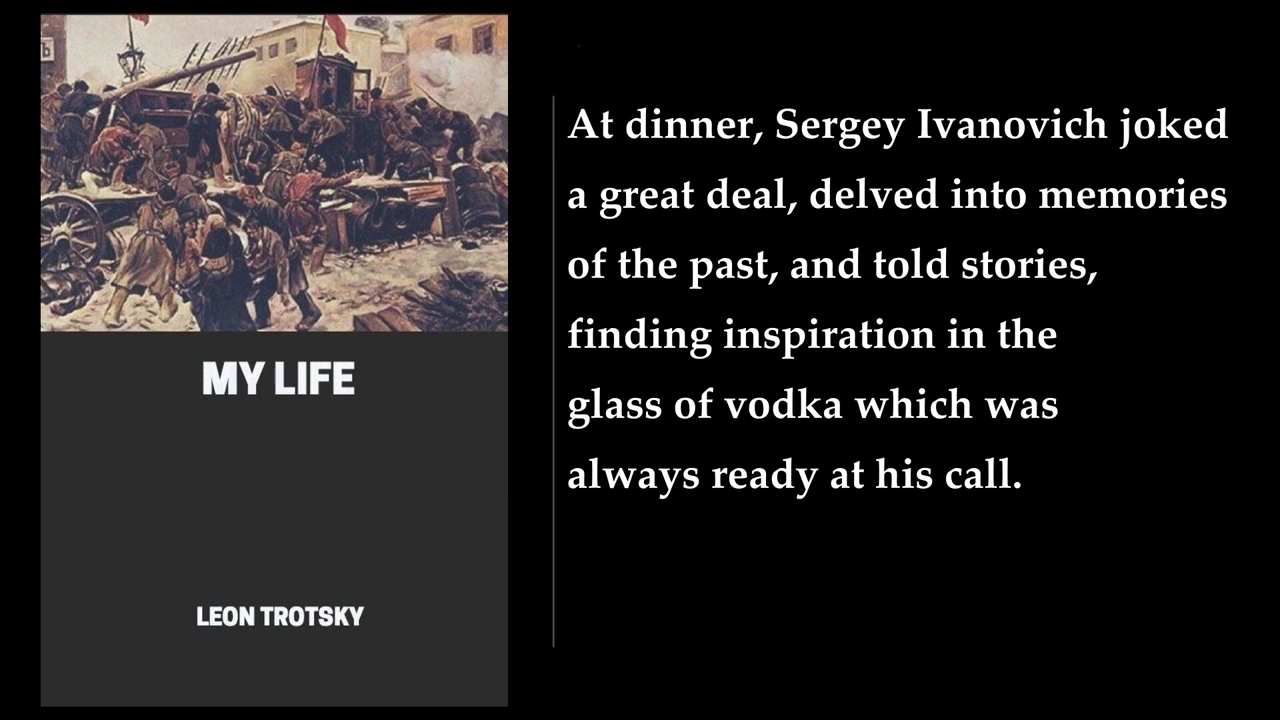 MY LIFE
LEON TROTSKY
At dinner, Sergey Ivanovich joked
a great deal, delved into memories
of the past, and told stories,
finding inspiration in the
glass of vodka which was
always ready at his call.